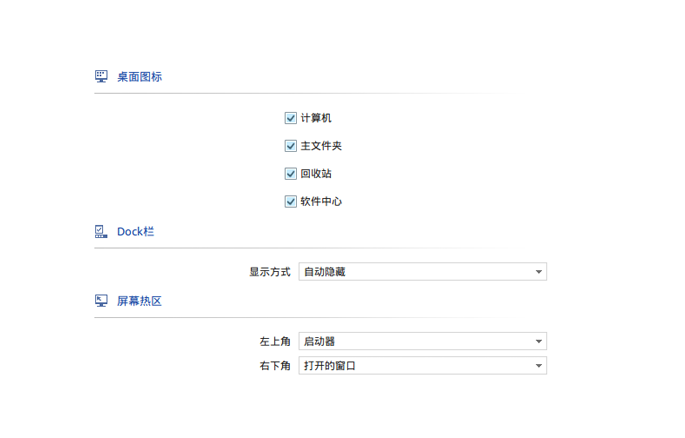 桌面图标
计算机
主文件夹
回收站
软件中心
Dock栏
显示方式 自动隐藏
屏幕热区
左上角 启动器
右下角 打开的窗口